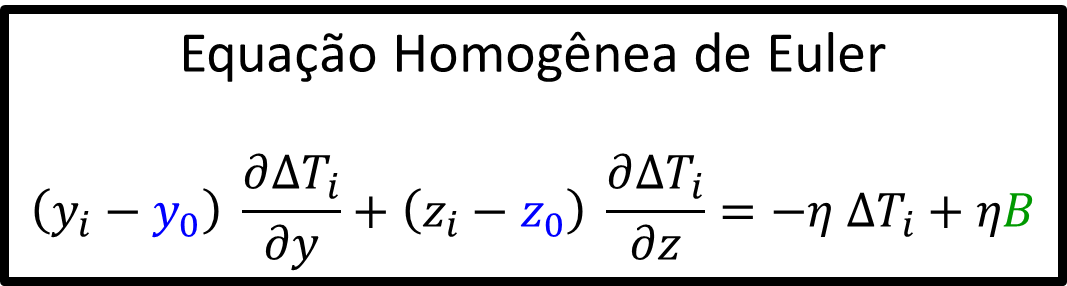 Equação Homogênea de Euler
(yᵢ − y₀) ∂ΔTᵢ/∂y + (zᵢ − z₀) ∂ΔTᵢ/∂z = −η ΔTᵢ + ηB